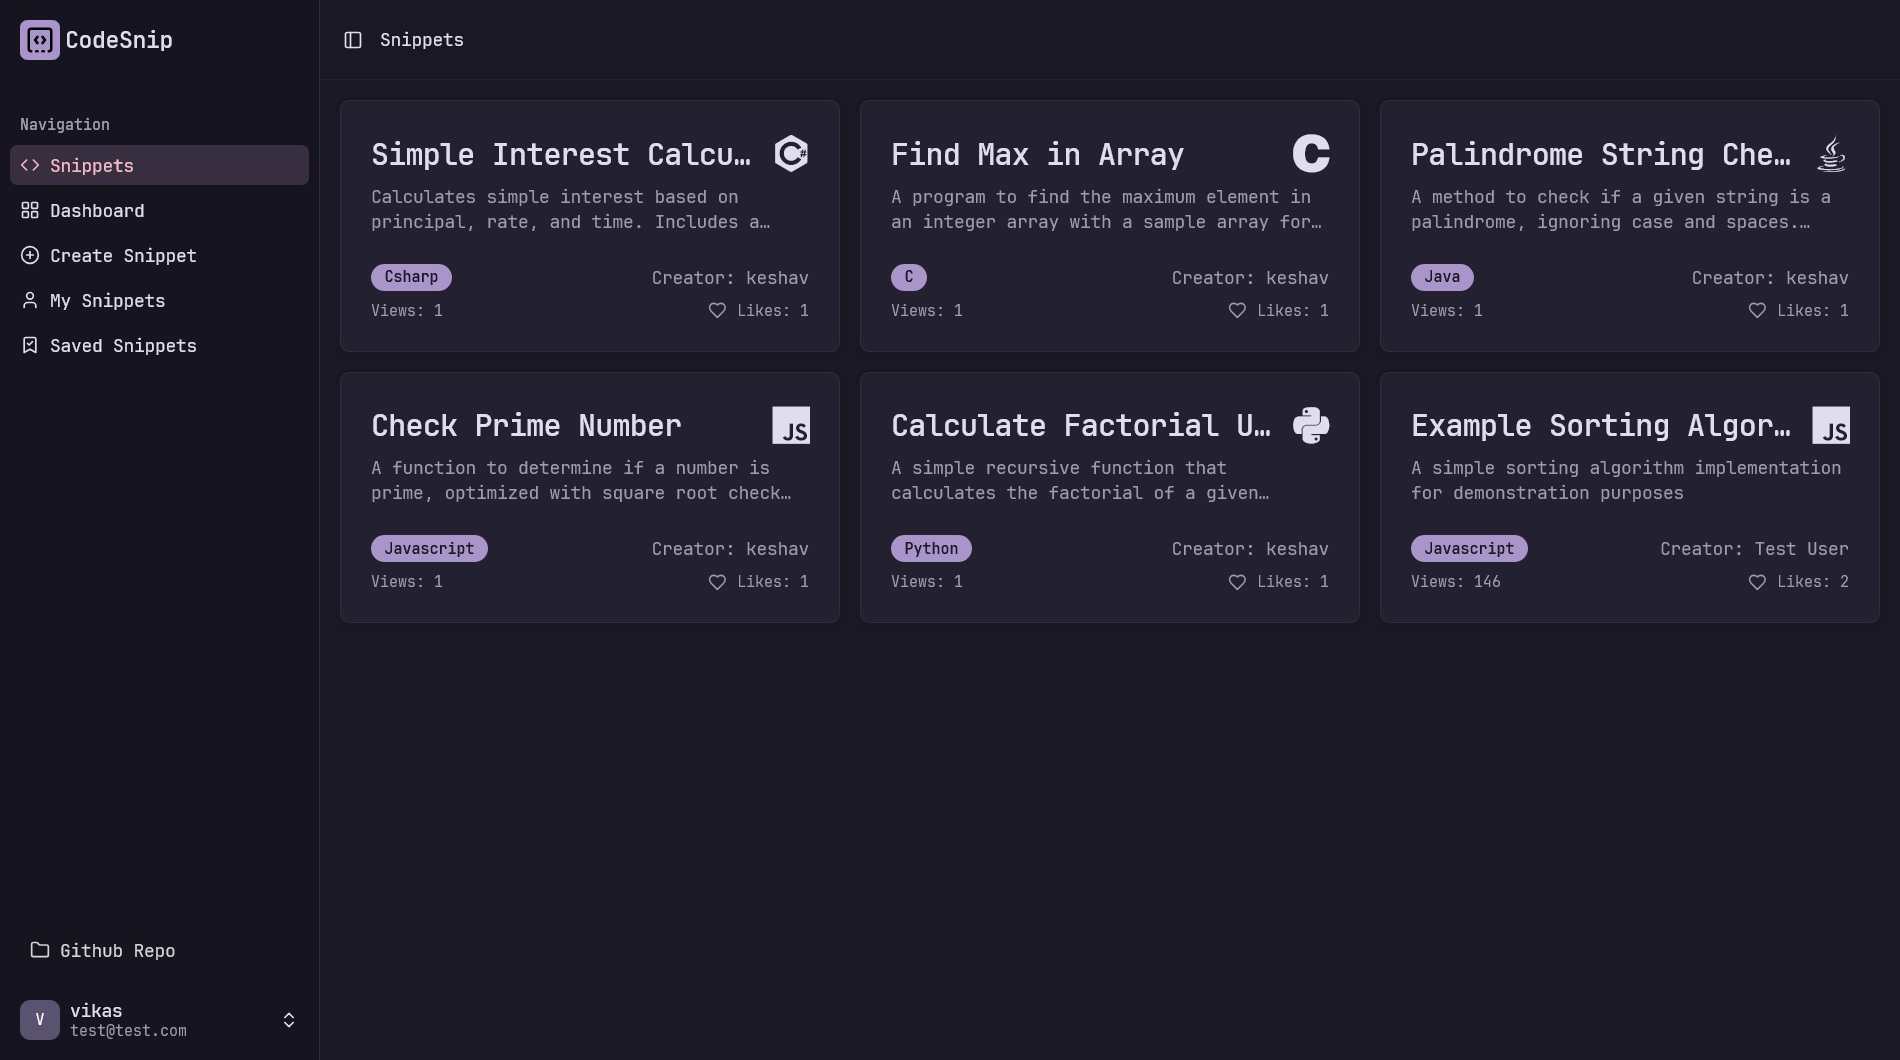 CodeSnip
Navigation
Snippets
Dashboard
Create Snippet
My Snippets
Saved Snippets
Github Repo
V
vikas
test@test.com
Snippets
Simple Interest Calcu…
Calculates simple interest based on
principal, rate, and time. Includes a…
Csharp
Creator: keshav
Views: 1
Likes: 1
Find Max in Array
C
A program to find the maximum element in
an integer array with a sample array for…
C
Creator: keshav
Views: 1
Likes: 1
Palindrome String Che…
A method to check if a given string is a
palindrome, ignoring case and spaces.…
Java
Creator: keshav
Views: 1
Likes: 1
Check Prime Number
JS
A function to determine if a number is
prime, optimized with square root check…
Javascript
Creator: keshav
Views: 1
Likes: 1
Calculate Factorial U…
A simple recursive function that
calculates the factorial of a given…
Python
Creator: keshav
Views: 1
Likes: 1
Example Sorting Algor…
JS
A simple sorting algorithm implementation
for demonstration purposes
Javascript
Creator: Test User
Views: 146
Likes: 2